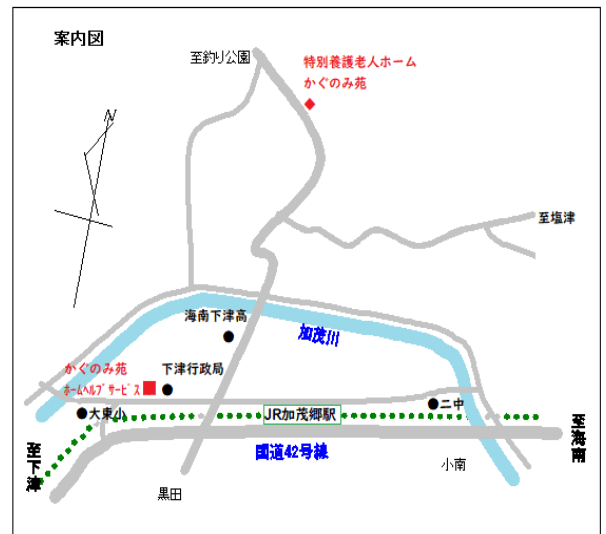 案内図
至釣り公園
特別養護老人ホーム
かぐのみ苑
N
至塩津
海南下津高
加茂川
かぐのみ苑
ホームヘルプサービス
下津行政局
大東小
JR加茂郷駅
二中
至海南
至下津
国道42号線
小南
黒田